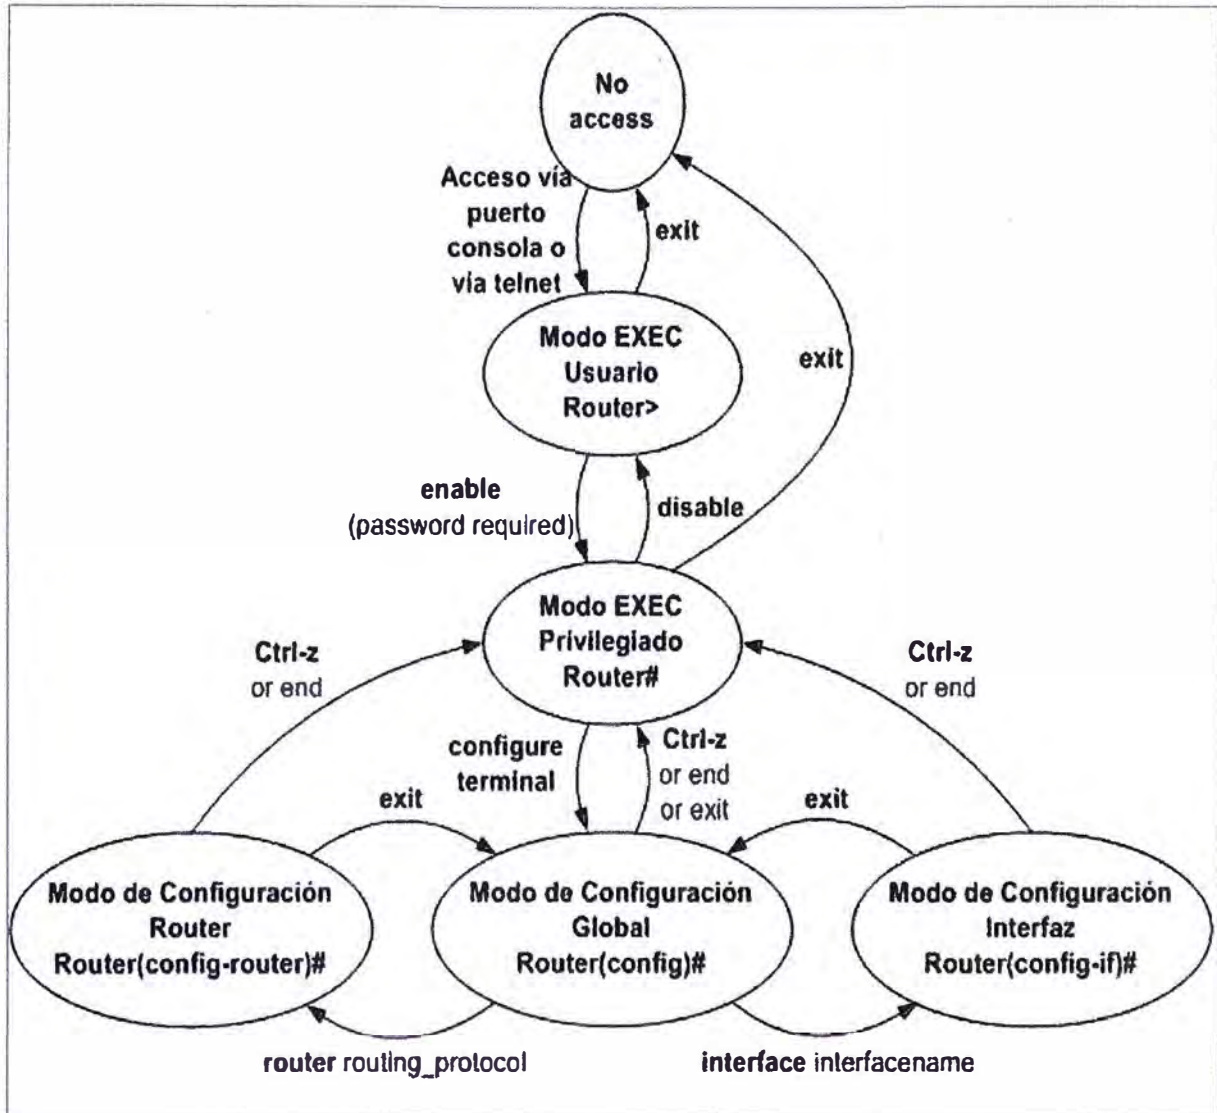 No
access
Acceso vía
puerto
consola o
vía telnet
exit
Modo EXEC
Usuario
Router>
exit
enable
(password required)
disable
Modo EXEC
Privilegiado
Router#
Ctrl-z
or end
Ctrl-z
or end
configure
terminal
Ctrl-z
or end
or exit
exit
exit
Modo de Configuración
Router
Router(config-router)#
Modo de Configuración
Global
Router(config)#
Modo de Configuración
Interfaz
Router(config-if)#
router routing_protocol
interface interfacename